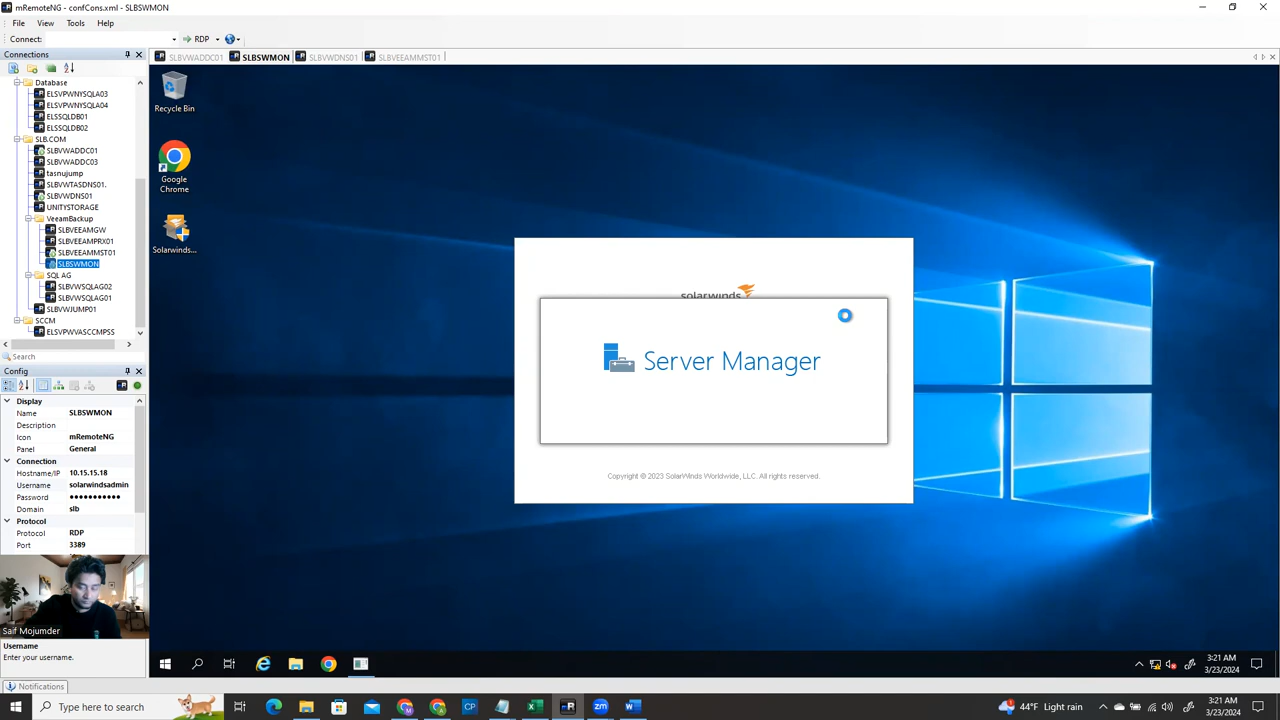 mRemoteNG - confCons.xml - SLBSWMON
File View Tools Help
Connect: RDP
Connections
SLBVWADDC01 SLBSWMON SLBVWDNS01 SLBVEEAMMST01
Database
ELSVPWNYSQLA03
ELSVPWNYSQLA04
ELSSQLDB01
ELSSQLDB02
SLB.COM
SLBVWADDC01
SLBVWADDC03
tasnujump
SLBVWTASDNS01.
SLBVWDNS01
UNITYSTORAGE
VeeamBackup
SLBVEEAMGW
SLBVEEAMPRX01
SLBVEEAMMST01
SLBSWMON
SQL AG
SLBVWSQLAG02
SLBVWSQLAG01
SLBVWJUMP01
SCCM
ELSVPWVASCCMPSS
Search
Config
Display
Name SLBSWMON
Description
Icon mRemoteNG
Panel General
Connection
Hostname/IP 10.15.15.18
Username solarwindsadmin
Password ●●●●●●●●●●●
Domain slb
Protocol
Protocol RDP
Port 3389
Saif Mojumder
Username
Enter your username.
Notifications
Recycle Bin
Google
Chrome
Solarwinds...
solarwinds
Server Manager
Copyright © 2023 SolarWinds Worldwide, LLC. All rights reserved.
3:21 AM
3/23/2024
Type here to search
44°F Light rain
3:21 AM
3/23/2024